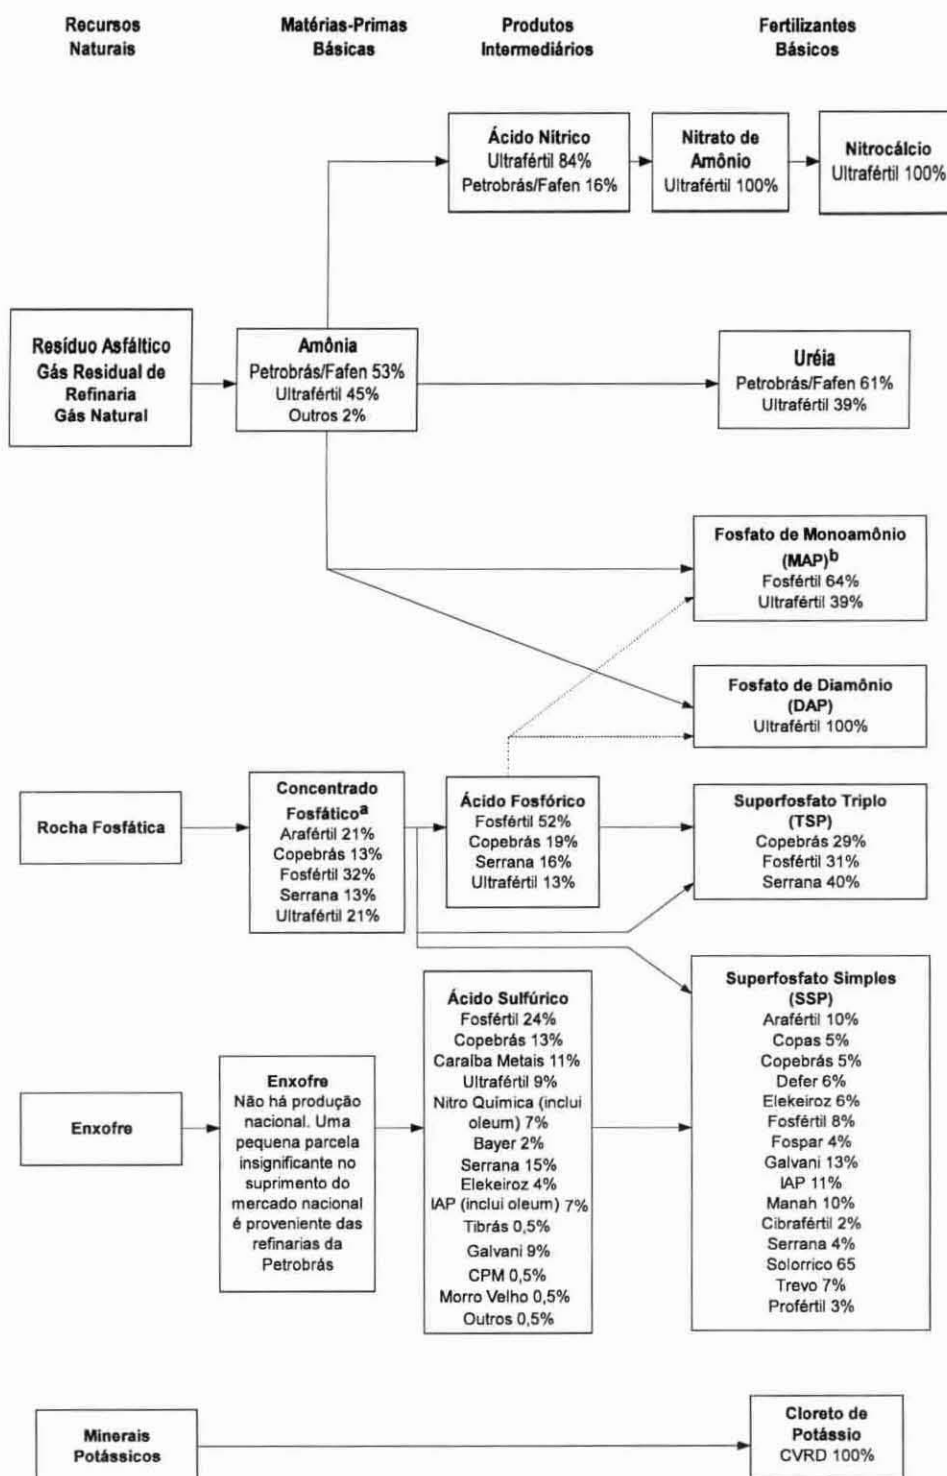 Recursos
Naturais
Matérias-Primas
Básicas
Produtos
Intermediários
Fertilizantes
Básicos
Ácido Nítrico
Ultrafértil 84%
Petrobrás/Fafen 16%
Nitrato de
Amônio
Ultrafértil 100%
Nitrocálcio
Ultrafértil 100%
Resíduo Asfáltico
Gás Residual de
Refinaria
Gás Natural
Amônia
Petrobrás/Fafen 53%
Ultrafértil 45%
Outros 2%
Uréia
Petrobrás/Fafen 61%
Ultrafértil 39%
Fosfato de Monoamônio
(MAP)b
Fosfértil 64%
Ultrafértil 39%
Fosfato de Diamônio
(DAP)
Ultrafértil 100%
Rocha Fosfática
Concentrado
Fosfáticoa
Arafértil 21%
Copebrás 13%
Fosfértil 32%
Serrana 13%
Ultrafértil 21%
Ácido Fosfórico
Fosfértil 52%
Copebrás 19%
Serrana 16%
Ultrafértil 13%
Superfosfato Triplo
(TSP)
Copebrás 29%
Fosfértil 31%
Serrana 40%
Enxofre
Enxofre
Não há produção
nacional. Uma
pequena parcela
insignificante no
suprimento do
mercado nacional
é proveniente das
refinarias da
Petrobrás
Ácido Sulfúrico
Fosfértil 24%
Copebrás 13%
Caraíba Metais 11%
Ultrafértil 9%
Nitro Química (inclui
oleum) 7%
Bayer 2%
Serrana 15%
Elekeiroz 4%
IAP (inclui oleum) 7%
Tibrás 0,5%
Galvani 9%
CPM 0,5%
Morro Velho 0,5%
Outros 0,5%
Superfosfato Simples
(SSP)
Arafértil 10%
Copas 5%
Copebrás 5%
Defer 6%
Elekeiroz 6%
Fosfértil 8%
Fospar 4%
Galvani 13%
IAP 11%
Manah 10%
Cibrafértil 2%
Serrana 4%
Solorrico 65
Trevo 7%
Profértil 3%
Minerais
Potássicos
Cloreto de
Potássio
CVRD 100%